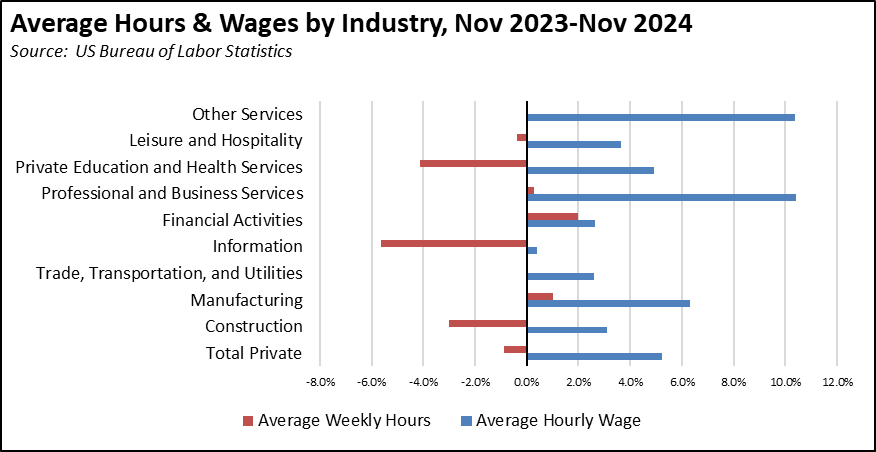 Average Hours & Wages by Industry, Nov 2023-Nov 2024
Source:  US Bureau of Labor Statistics
Other Services
Leisure and Hospitality
Private Education and Health Services
Professional and Business Services
Financial Activities
Information
Trade, Transportation, and Utilities
Manufacturing
Construction
Total Private
-8.0% -6.0% -4.0% -2.0% 0.0% 2.0% 4.0% 6.0% 8.0% 10.0% 12.0%
Average Weekly Hours Average Hourly Wage